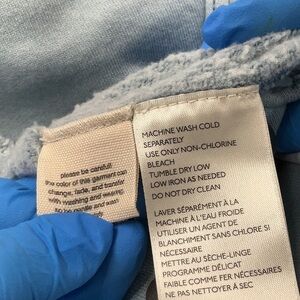 please be careful!
the color of this garment can
change, fade, and transfer
with washing and wearing.
MACHINE WASH COLD
SEPARATELY
USE ONLY NON-CHLORINE
BLEACH
TUMBLE DRY LOW
LOW IRON AS NEEDED
DO NOT DRY CLEAN
LAVER SÉPARÉMENT À LA
MACHINE À L'EAU FROIDE
UTILISER UN AGENT DE
BLANCHIMENT SANS CHLORE SI
NÉCESSAIRE
METTRE AU SÈCHE-LINGE
PROGRAMME DÉLICAT
FAIBLE COMME FER NÉCESSAIRES
NE PAS NETTOYER À SEC